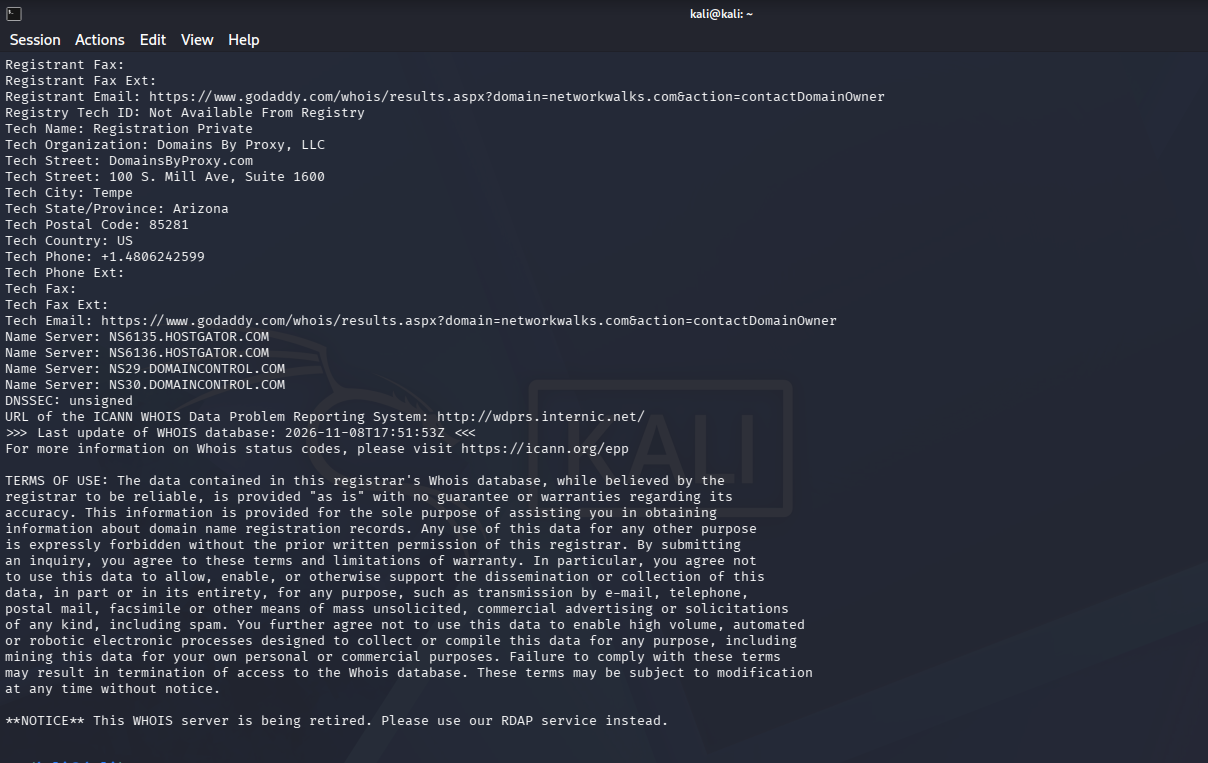 kali@kali: ~
Session Actions Edit View Help
Registrant Fax:
Registrant Fax Ext:
Registrant Email: https://www.godaddy.com/whois/results.aspx?domain=networkwalks.com&action=contactDomainOwner
Registry Tech ID: Not Available From Registry
Tech Name: Registration Private
Tech Organization: Domains By Proxy, LLC
Tech Street: DomainsByProxy.com
Tech Street: 100 S. Mill Ave, Suite 1600
Tech City: Tempe
Tech State/Province: Arizona
Tech Postal Code: 85281
Tech Country: US
Tech Phone: +1.4806242599
Tech Phone Ext:
Tech Fax:
Tech Fax Ext:
Tech Email: https://www.godaddy.com/whois/results.aspx?domain=networkwalks.com&action=contactDomainOwner
Name Server: NS6135.HOSTGATOR.COM
Name Server: NS6136.HOSTGATOR.COM
Name Server: NS29.DOMAINCONTROL.COM
Name Server: NS30.DOMAINCONTROL.COM
DNSSEC: unsigned
URL of the ICANN WHOIS Data Problem Reporting System: http://wdprs.internic.net/
>>> Last update of WHOIS database: 2026-11-08T17:51:53Z <<<
For more information on Whois status codes, please visit https://icann.org/epp
KALI
TERMS OF USE: The data contained in this registrar's Whois database, while believed by the
registrar to be reliable, is provided "as is" with no guarantee or warranties regarding its
accuracy. This information is provided for the sole purpose of assisting you in obtaining
information about domain name registration records. Any use of this data for any other purpose
is expressly forbidden without the prior written permission of this registrar. By submitting
an inquiry, you agree to these terms and limitations of warranty. In particular, you agree not
to use this data to allow, enable, or otherwise support the dissemination or collection of this
data, in part or in its entirety, for any purpose, such as transmission by e-mail, telephone,
postal mail, facsimile or other means of mass unsolicited, commercial advertising or solicitations
of any kind, including spam. You further agree not to use this data to enable high volume, automated
or robotic electronic processes designed to collect or compile this data for any purpose, including
mining this data for your own personal or commercial purposes. Failure to comply with these terms
may result in termination of access to the Whois database. These terms may be subject to modification
at any time without notice.
**NOTICE** This WHOIS server is being retired. Please use our RDAP service instead.